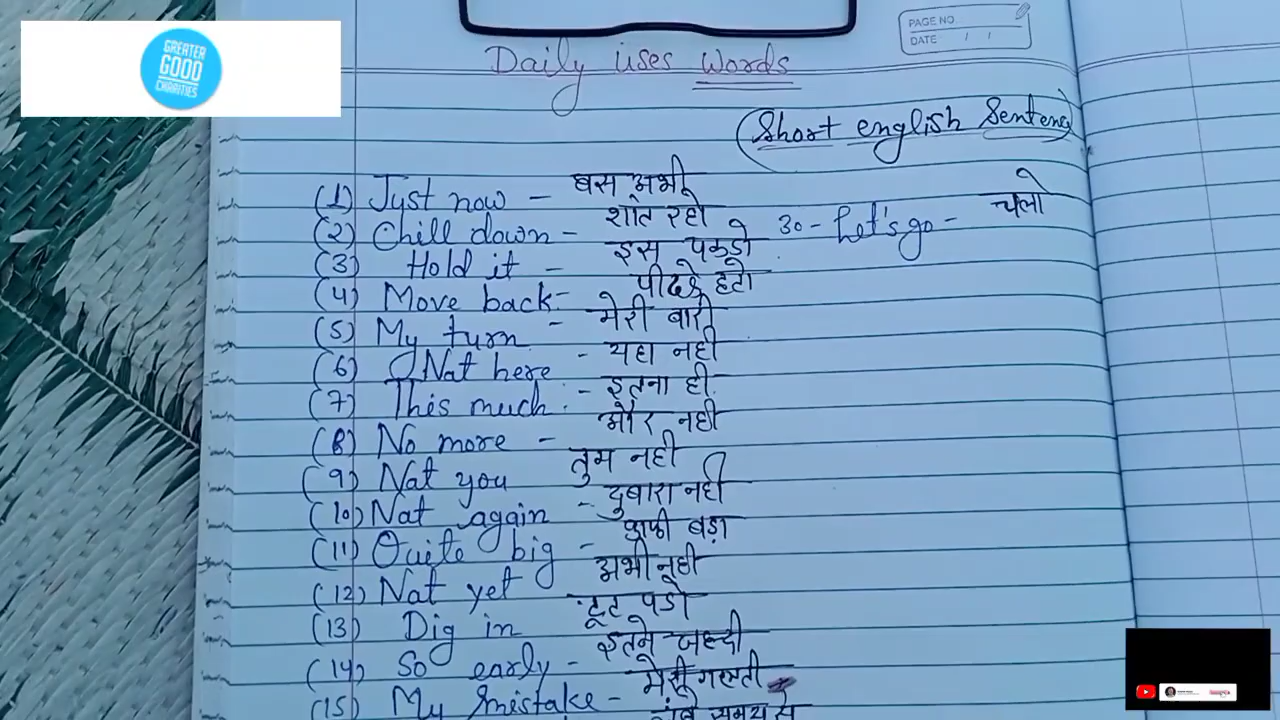 GREATER
GOOD
CHARITIES
PAGE NO.
DATE / /
Daily uses Words
(Short english Sentence)
(1) Just now - बस अभी
(2) Chill down - शांत रहो
30- Let's go - चलो
(3) Hold it - इस पकडो
(4) Move back- पीछे हटो
(5) My turn - मेरी बारी
(6) Nat here - यहा नही
(7) This much - इतना ही
(8) No more - और नही
(9) Nat you तुम नही
(10) Nat again - दुबारा नही
(11) Quite big - काफी बड़ा
(12) Nat yet अभी नही
(13) Dig in टूट पडो
(14) So early - इतने जल्दी
(15) My mistake - मेरी गलती